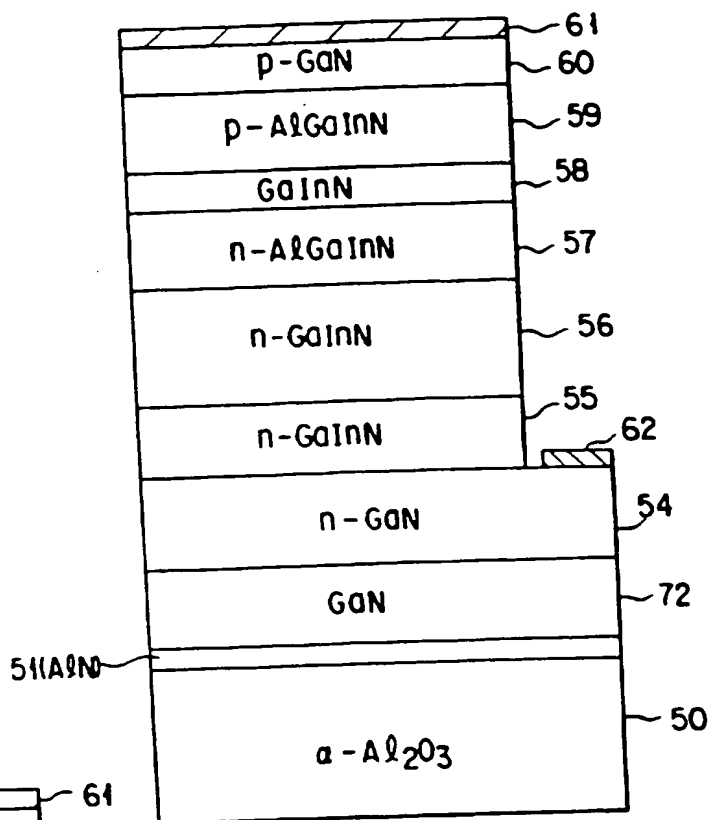 61
p-GaN
60
p-AlGaInN
59
GaInN
58
n-AlGaInN
57
n-GaInN
56
55
n-GaInN
62
n-GaN
54
GaN
72
51(AlN)
50
α-Al₂O₃
61